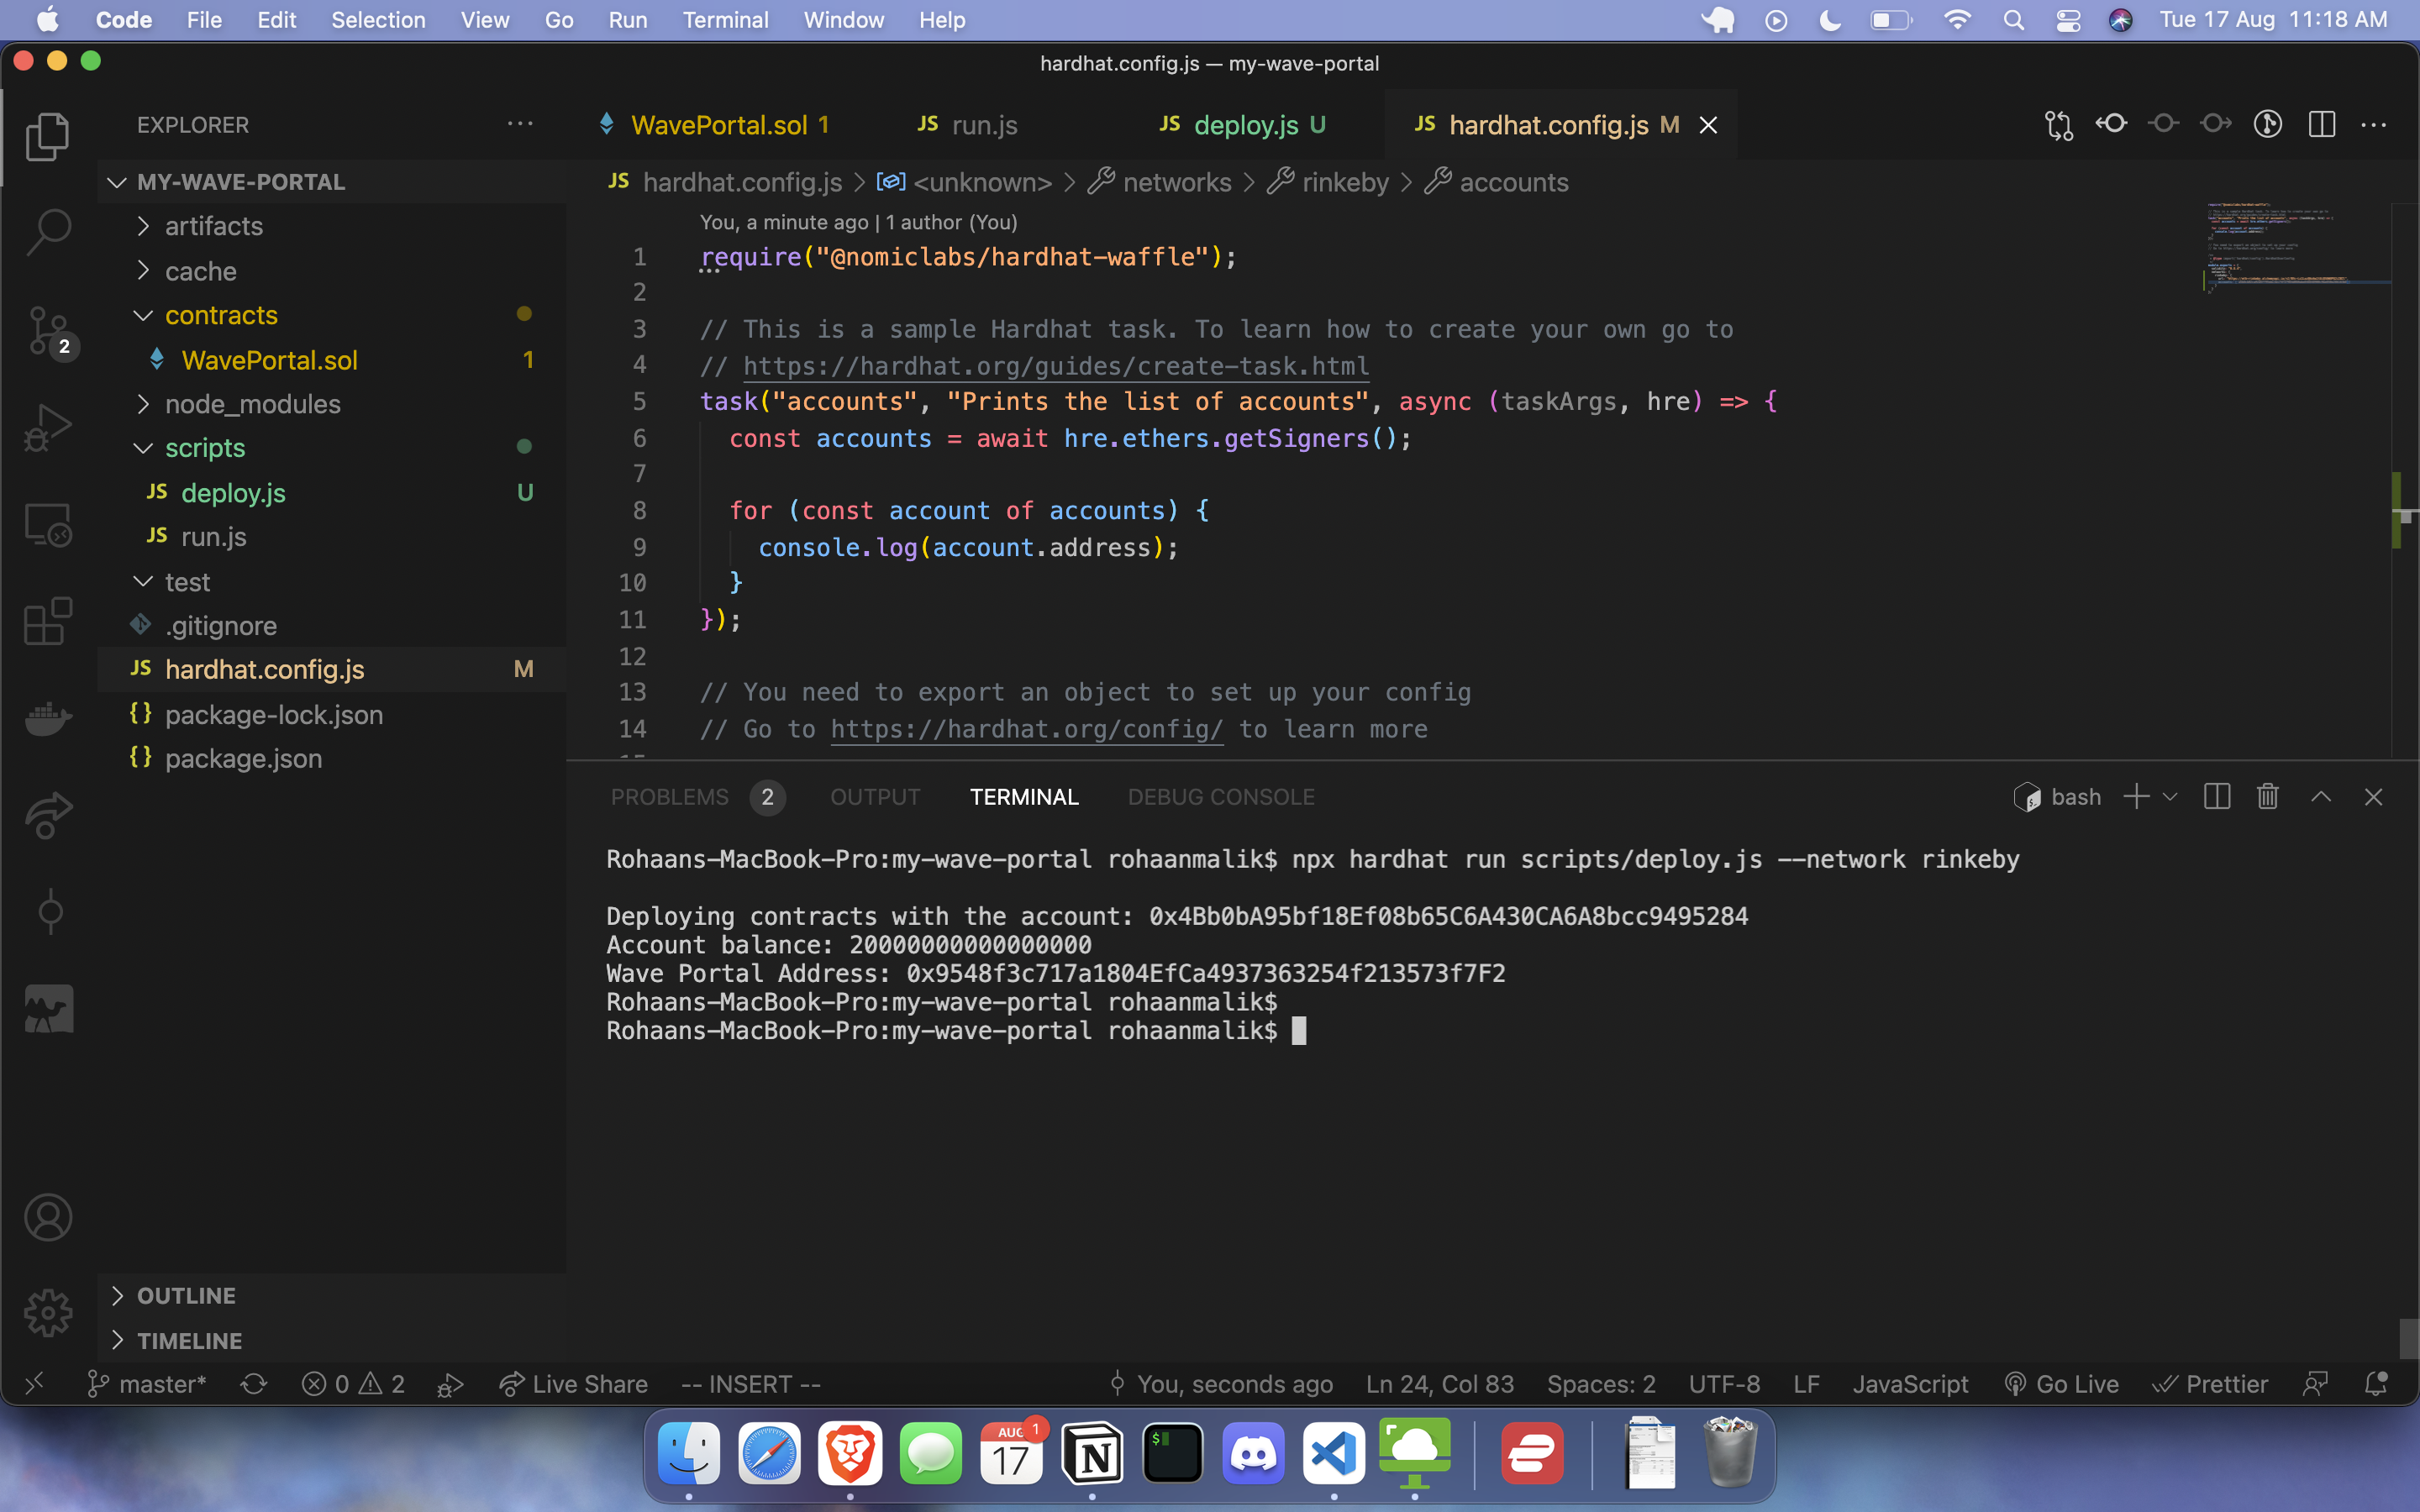 Code File Edit Selection View Go Run Terminal Window Help Tue 17 Aug 11:18 AM
hardhat.config.js — my-wave-portal
EXPLORER
WavePortal.sol 1 JS run.js JS deploy.js U JS hardhat.config.js M
MY-WAVE-PORTAL
artifacts
cache
contracts
WavePortal.sol 1
node_modules
scripts
JS deploy.js U
JS run.js
test
.gitignore
JS hardhat.config.js M
{} package-lock.json
{} package.json
2
OUTLINE
TIMELINE
JS hardhat.config.js > <unknown> > networks > rinkeby > accounts
You, a minute ago | 1 author (You)
1 require("@nomiclabs/hardhat-waffle");
2
3 // This is a sample Hardhat task. To learn how to create your own go to
4 // https://hardhat.org/guides/create-task.html
5 task("accounts", "Prints the list of accounts", async (taskArgs, hre) => {
6 const accounts = await hre.ethers.getSigners();
7
8 for (const account of accounts) {
9 console.log(account.address);
10 }
11 });
12
13 // You need to export an object to set up your config
14 // Go to https://hardhat.org/config/ to learn more
PROBLEMS 2 OUTPUT TERMINAL DEBUG CONSOLE bash
Rohaans-MacBook-Pro:my-wave-portal rohaanmalik$ npx hardhat run scripts/deploy.js --network rinkeby
Deploying contracts with the account: 0x4Bb0bA95bf18Ef08b65C6A430CA6A8bcc9495284
Account balance: 20000000000000000
Wave Portal Address: 0x9548f3c717a1804EfCa4937363254f213573f7F2
Rohaans-MacBook-Pro:my-wave-portal rohaanmalik$
Rohaans-MacBook-Pro:my-wave-portal rohaanmalik$
master* 0 2 Live Share -- INSERT -- You, seconds ago Ln 24, Col 83 Spaces: 2 UTF-8 LF JavaScript Go Live Prettier
AUG 1
17
N
$